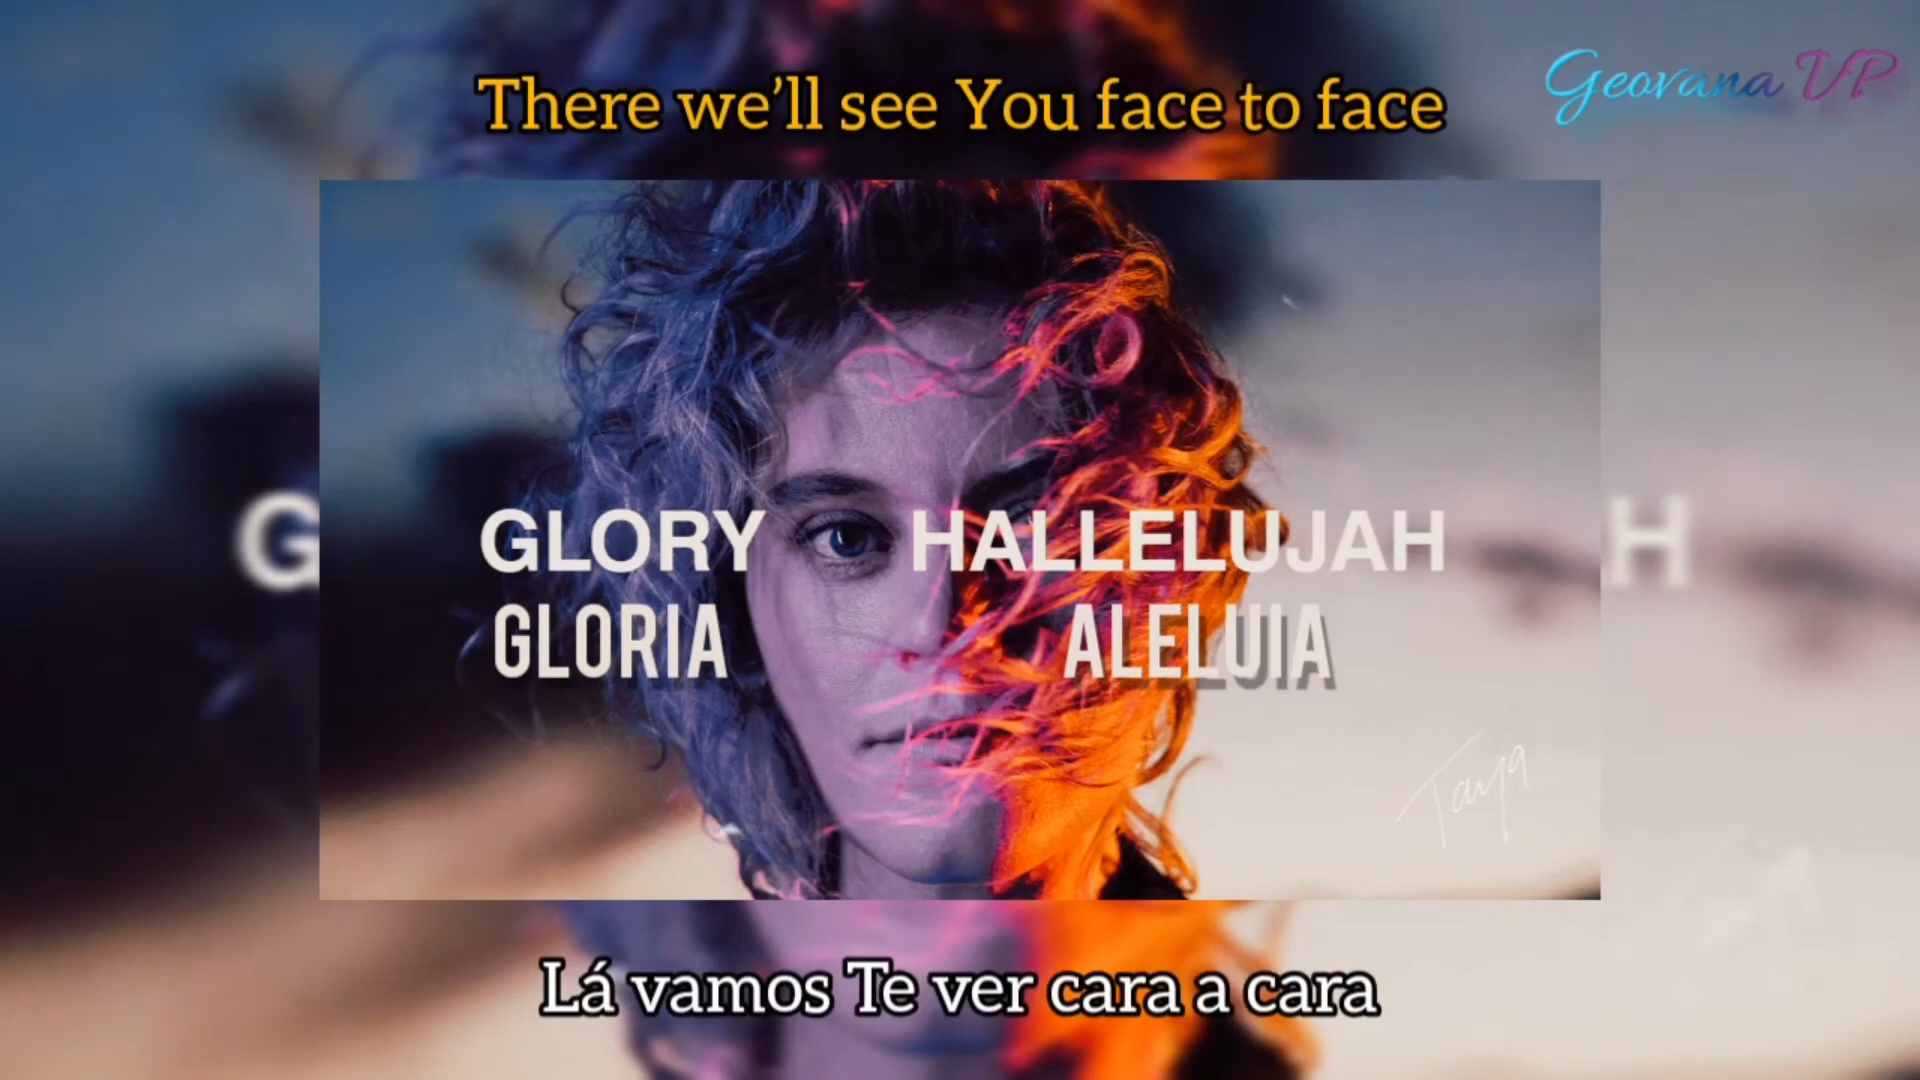 Geovana VP
There we’ll see You face to face
GLORY HALLELUJAH
GLORIA ALELUIA
G H
Taya
Lá vamos Te ver cara a cara